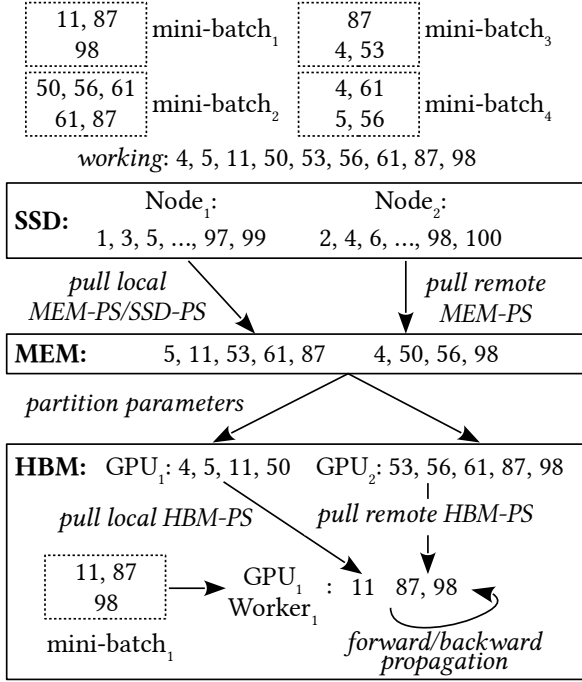 11, 87
98
mini-batch₁
87
4, 53
mini-batch₃
50, 56, 61
61, 87
mini-batch₂
4, 61
5, 56
mini-batch₄
working: 4, 5, 11, 50, 53, 56, 61, 87, 98
SSD:
Node₁:
1, 3, 5, ..., 97, 99
Node₂:
2, 4, 6, ..., 98, 100
pull local
MEM-PS/SSD-PS
pull remote
MEM-PS
MEM: 5, 11, 53, 61, 87 4, 50, 56, 98
partition parameters
HBM: GPU₁: 4, 5, 11, 50 GPU₂: 53, 56, 61, 87, 98
pull local HBM-PS pull remote HBM-PS
11, 87
98
mini-batch₁
GPU₁
Worker₁
: 11 87, 98
forward/backward
propagation